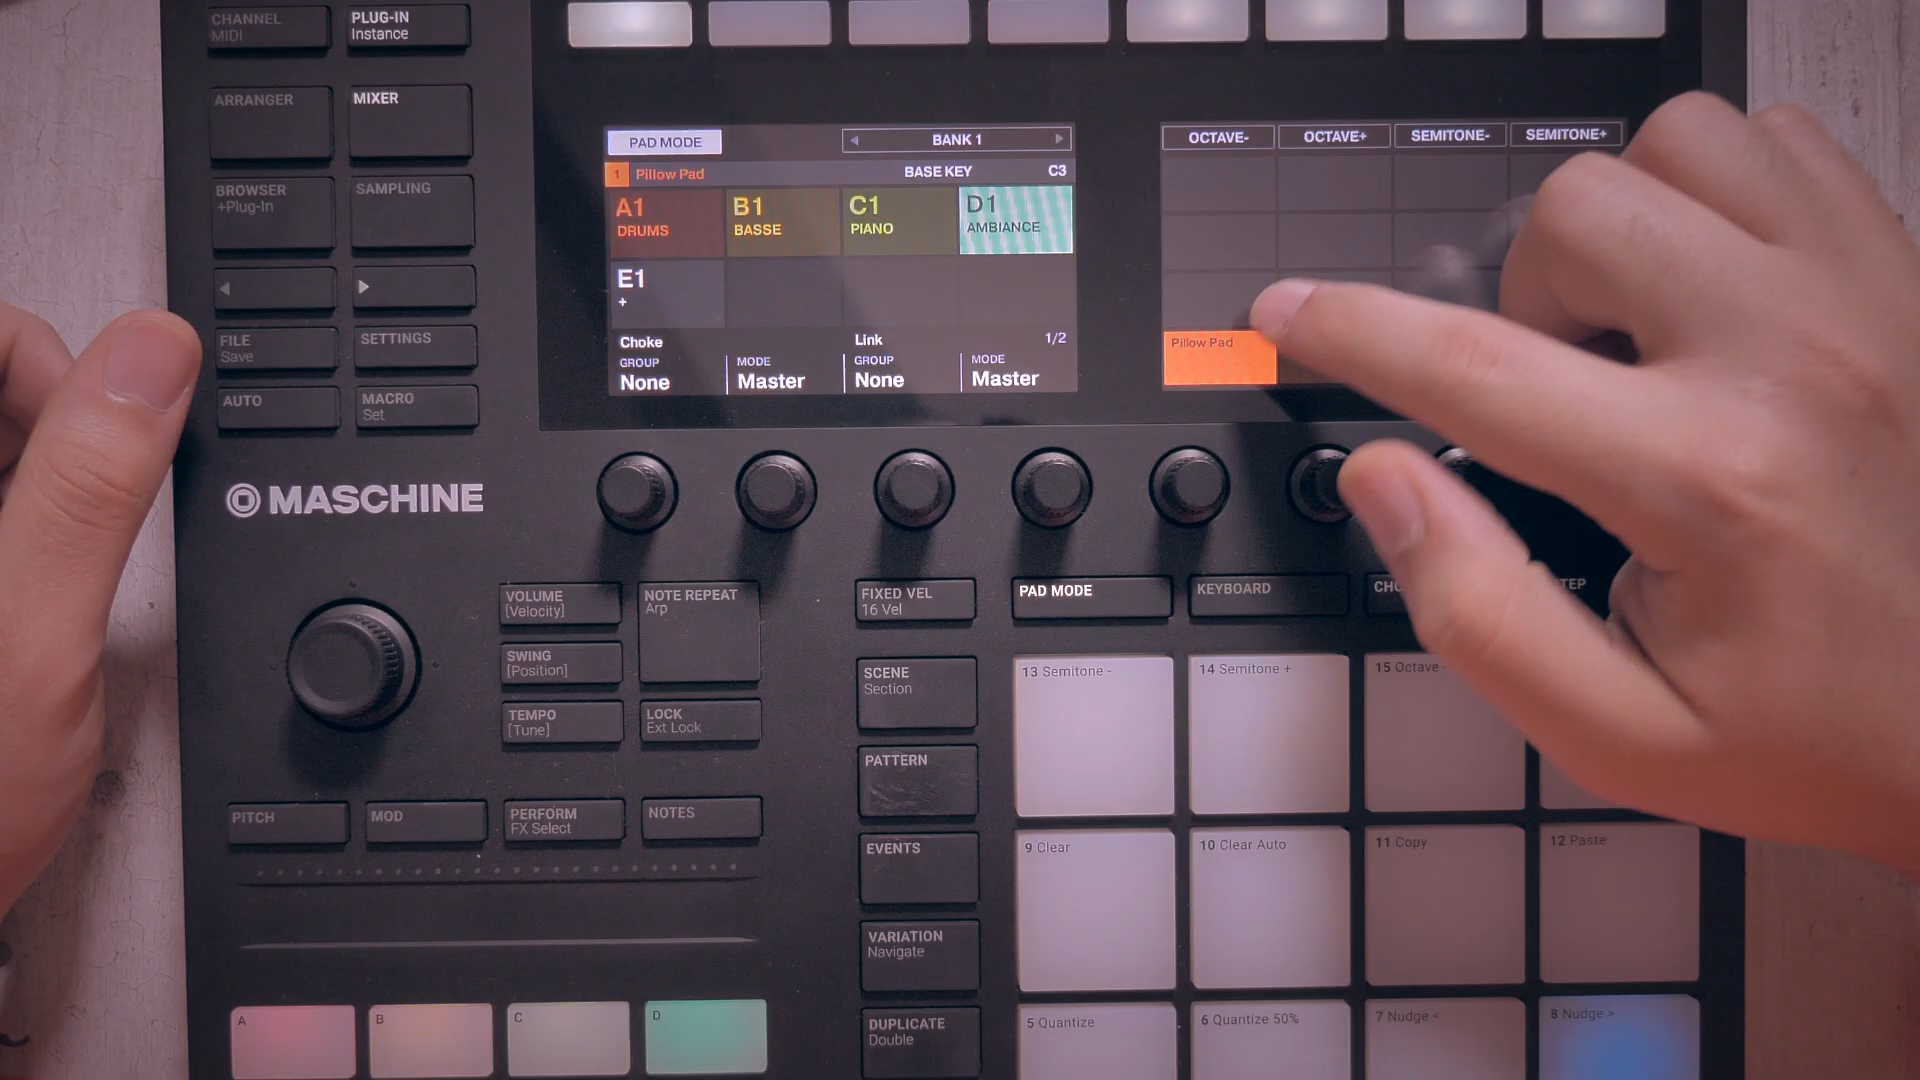 CHANNEL
MIDI
PLUG-IN
Instance
ARRANGER
MIXER
BROWSER
+Plug-In
SAMPLING
FILE
Save
SETTINGS
AUTO
MACRO
Set
MASCHINE
PAD MODE
BANK 1
1 Pillow Pad
BASE KEY
C3
A1
DRUMS
B1
BASSE
C1
PIANO
D1
AMBIANCE
E1
+
Choke
Link
1/2
GROUP
None
MODE
Master
GROUP
None
MODE
Master
OCTAVE-
OCTAVE+
SEMITONE-
SEMITONE+
Pillow Pad
VOLUME
[Velocity]
NOTE REPEAT
Arp
SWING
[Position]
TEMPO
[Tune]
LOCK
Ext Lock
PITCH
MOD
PERFORM
FX Select
NOTES
A
B
C
D
FIXED VEL
16 Vel
PAD MODE
KEYBOARD
SCENE
Section
PATTERN
EVENTS
VARIATION
Navigate
DUPLICATE
Double
13 Semitone -
14 Semitone +
15 Octave -
9 Clear
10 Clear Auto
11 Copy
12 Paste
5 Quantize
6 Quantize 50%
7 Nudge <
8 Nudge >